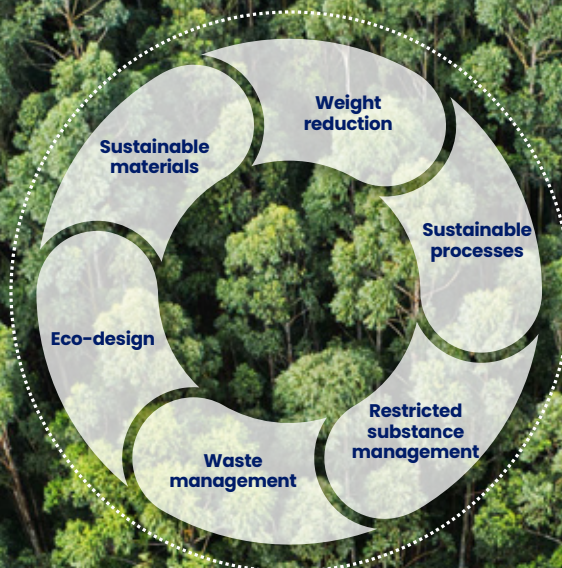 Weight
reduction
Sustainable
materials
Sustainable
processes
Eco-design
Restricted
substance
management
Waste
management